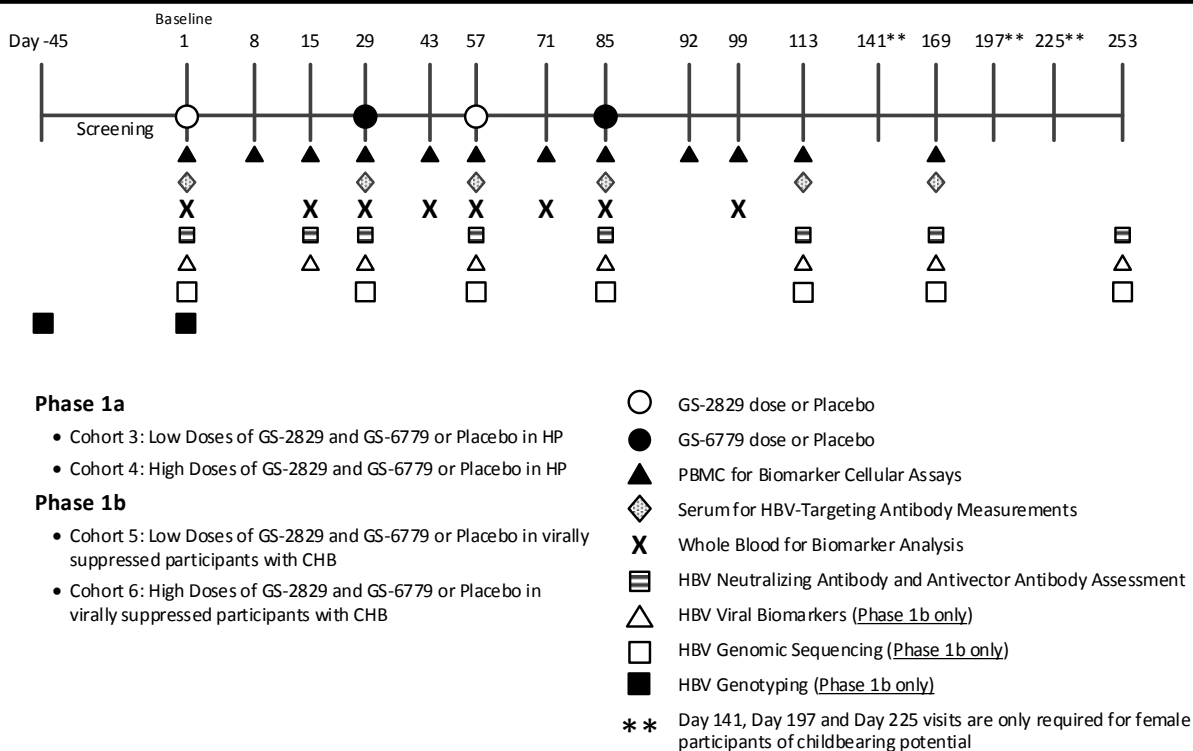 Baseline
Day -45 1 8 15 29 43 57 71 85 92 99 113 141** 169 197** 225** 253
Screening
X X X X X X X X
Phase 1a
• Cohort 3: Low Doses of GS-2829 and GS-6779 or Placebo in HP
• Cohort 4: High Doses of GS-2829 and GS-6779 or Placebo in HP
Phase 1b
• Cohort 5: Low Doses of GS-2829 and GS-6779 or Placebo in virally
suppressed participants with CHB
• Cohort 6: High Doses of GS-2829 and GS-6779 or Placebo in
virally suppressed participants with CHB
GS-2829 dose or Placebo
GS-6779 dose or Placebo
PBMC for Biomarker Cellular Assays
Serum for HBV-Targeting Antibody Measurements
X Whole Blood for Biomarker Analysis
HBV Neutralizing Antibody and Antivector Antibody Assessment
HBV Viral Biomarkers (Phase 1b only)
HBV Genomic Sequencing (Phase 1b only)
HBV Genotyping (Phase 1b only)
** Day 141, Day 197 and Day 225 visits are only required for female
participants of childbearing potential